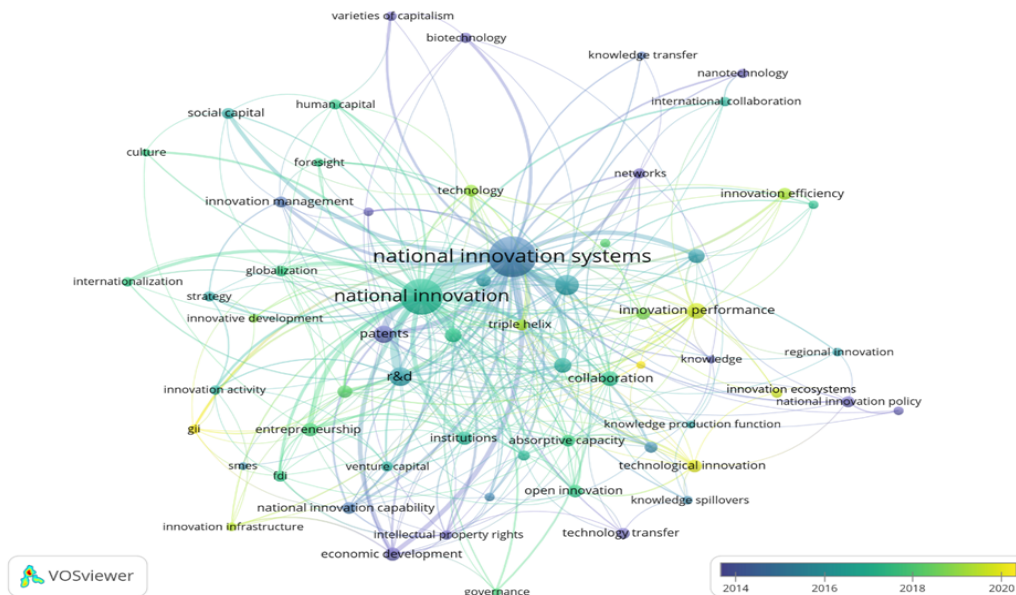 varieties of capitalism
biotechnology
knowledge transfer
nanotechnology
international collaboration
human capital
social capital
culture
foresight
networks
technology
innovation efficiency
innovation management
national innovation systems
globalization
internationalization
strategy
national innovation
innovation performance
innovative development
triple helix
patents
regional innovation
knowledge
r&d
collaboration
innovation activity
innovation ecosystems
national innovation policy
gii
entrepreneurship
knowledge production function
institutions
absorptive capacity
smes
venture capital
technological innovation
fdi
open innovation
knowledge spillovers
national innovation capability
innovation infrastructure
intellectual property rights
technology transfer
economic development
governance
VOSviewer
2014 2016 2018 2020